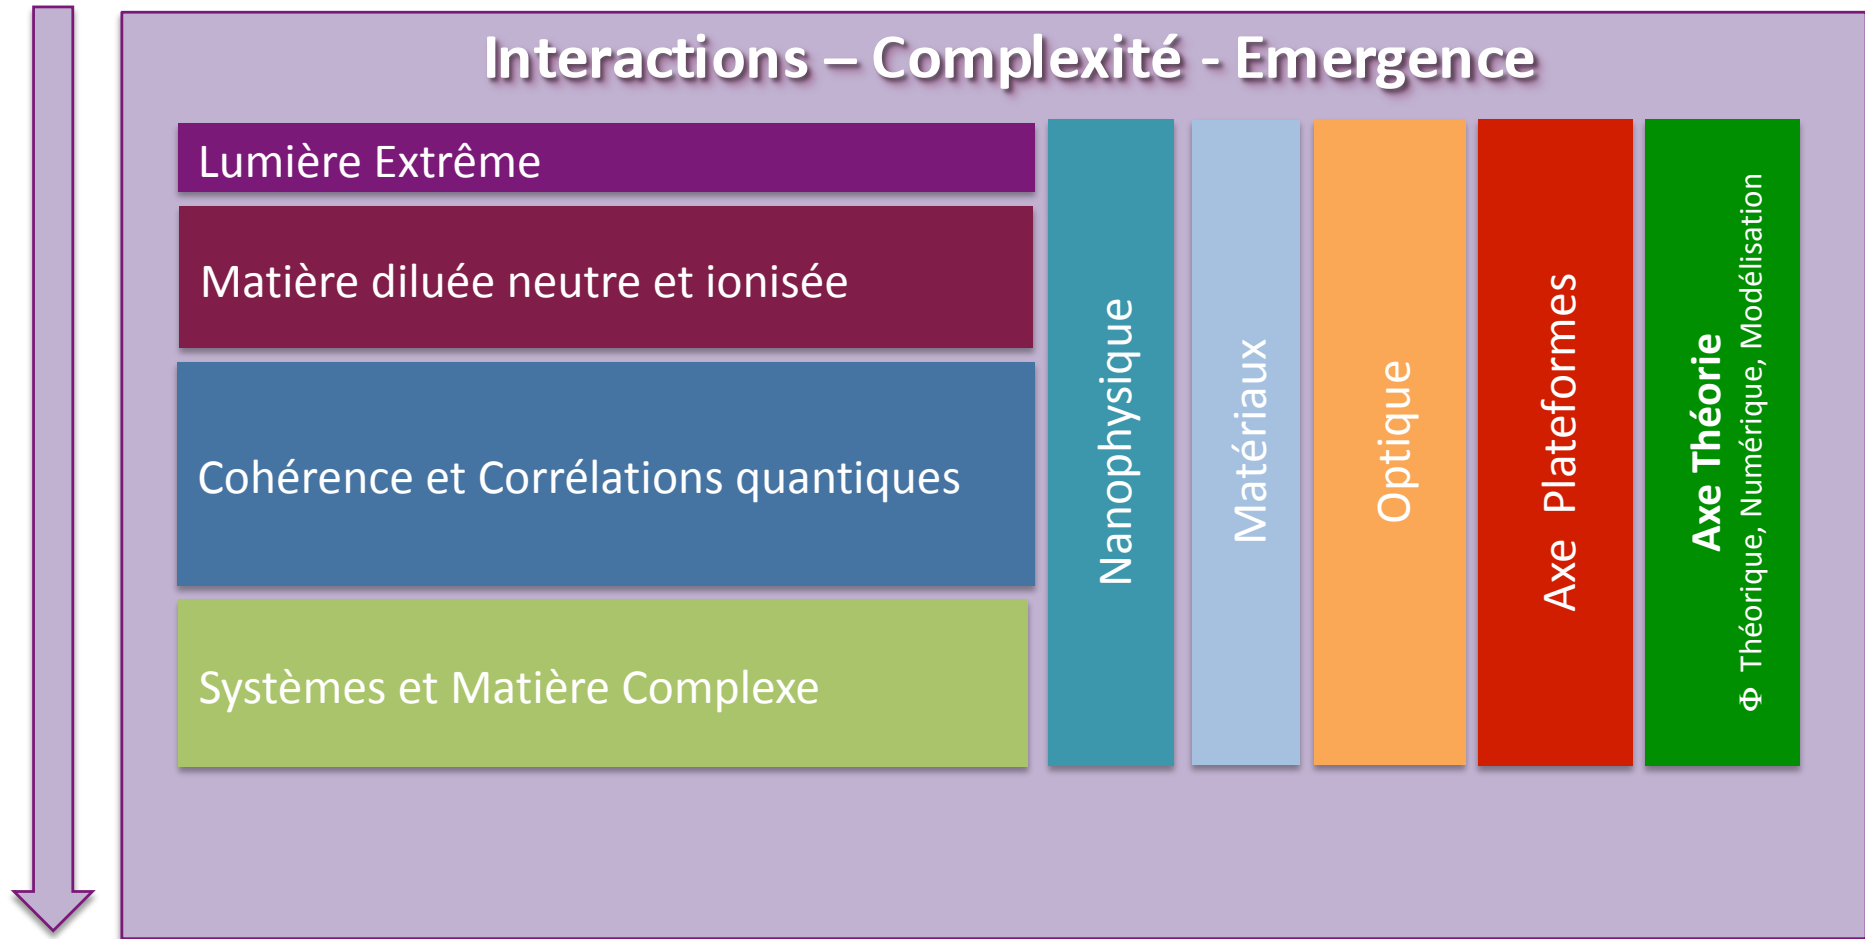 Interactions – Complexité - Emergence
Lumière Extrême
Matière diluée neutre et ionisée
Cohérence et Corrélations quantiques
Systèmes et Matière Complexe
Nanophysique
Matériaux
Optique
Axe Plateformes
Axe Théorie
Φ Théorique, Numérique, Modélisation